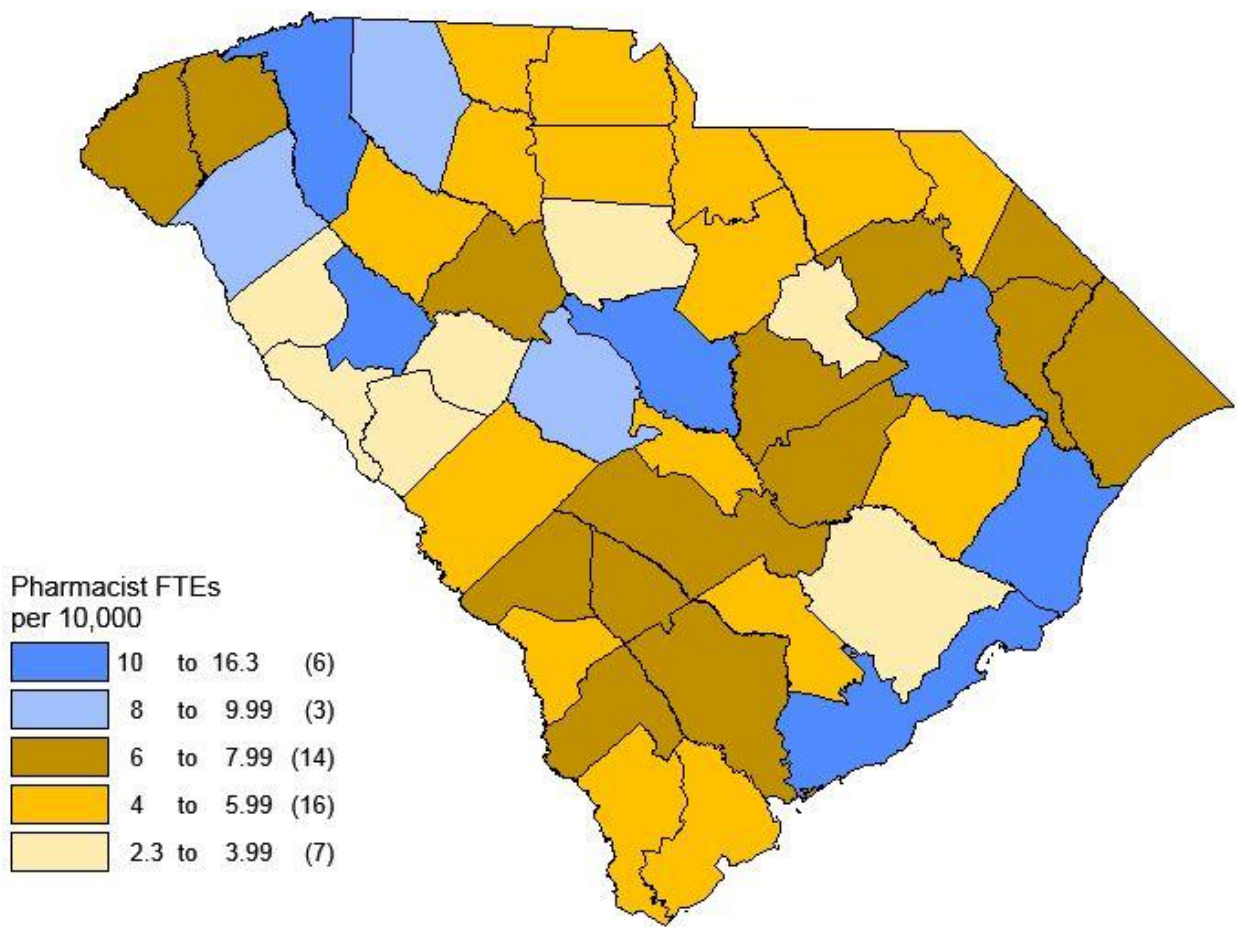 Pharmacist FTEs
per 10,000
10 to 16.3 (6)
8 to 9.99 (3)
6 to 7.99 (14)
4 to 5.99 (16)
2.3 to 3.99 (7)